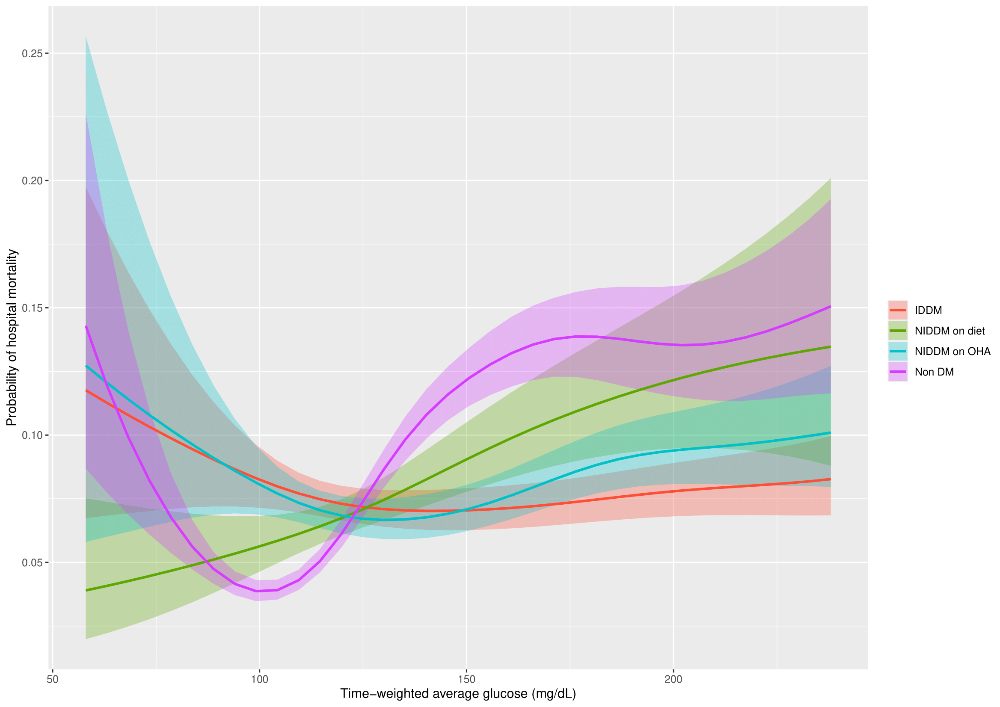 0.25
0.20
0.15
0.10
0.05
Probability of hospital mortality
50 100 150 200
Time−weighted average glucose (mg/dL)
IDDM
NIDDM on diet
NIDDM on OHA
Non DM